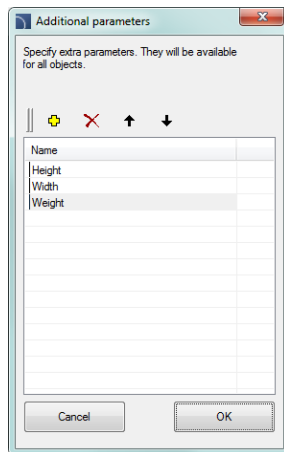 Additional parameters
Specify extra parameters. They will be available
for all objects.
Name
Height
Width
Weight
Cancel
OK